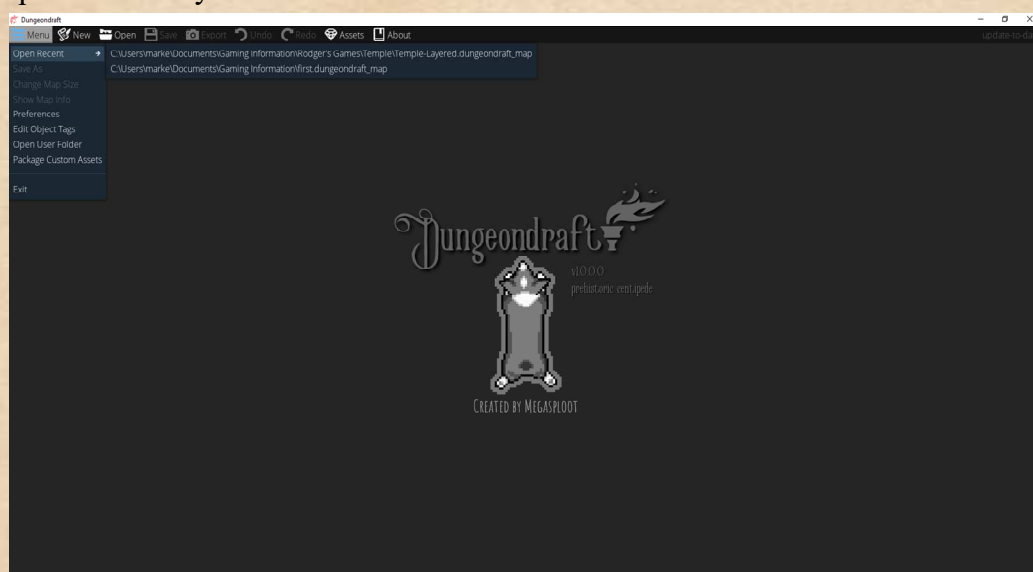 Dungeondraft
Menu New Open Save Export Undo Redo Assets About
Open Recent C:\Users\marke\Documents\Gaming Information\Rodger's Games\Temple\Temple-Layered.dungeondraft_map
Save As C:\Users\marke\Documents\Gaming Information\first.dungeondraft_map
Change Map Size
Show Map Info
Preferences
Edit Object Tags
Open User Folder
Package Custom Assets
Exit
Dungeondraft
v1.0.0.0
prehistoric centipede
CREATED BY MEGASPLOOT